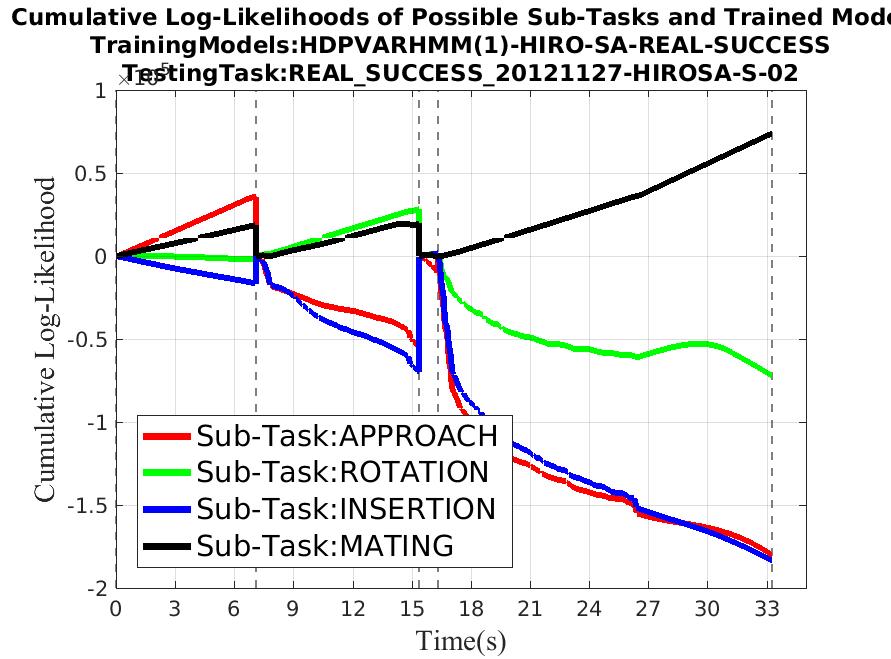 Cumulative Log-Likelihoods of Possible Sub-Tasks and Trained Mode
TrainingModels:HDPVARHMM(1)-HIRO-SA-REAL-SUCCESS
TestingTask:REAL_SUCCESS_20121127-HIROSA-S-02
×10^5
1
0.5
0
-0.5
-1
-1.5
-2
Cumulative Log-Likelihood
Sub-Task:APPROACH
Sub-Task:ROTATION
Sub-Task:INSERTION
Sub-Task:MATING
0 3 6 9 12 15 18 21 24 27 30 33
Time(s)